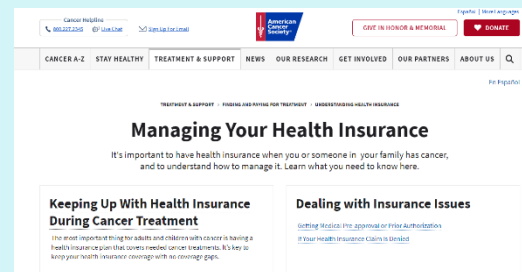 Español | More Languages
Cancer Helpline
800.227.2345 Live Chat Sign Up for Email
American
Cancer
Society
GIVE IN HONOR & MEMORIAL
DONATE
CANCER A-Z STAY HEALTHY TREATMENT & SUPPORT NEWS OUR RESEARCH GET INVOLVED OUR PARTNERS ABOUT US
En Español
TREATMENT & SUPPORT > FINDING AND PAYING FOR TREATMENT > UNDERSTANDING HEALTH INSURANCE
Managing Your Health Insurance
It's important to have health insurance when you or someone in your family has cancer,
and to understand how to manage it. Learn what you need to know here.
Keeping Up With Health Insurance
During Cancer Treatment
The most important thing for adults and children with cancer is having a
health insurance plan that covers needed cancer treatments. It's key to
keep your health insurance coverage with no coverage gaps.
Dealing with Insurance Issues
Getting Medical Pre-approval or Prior Authorization
If Your Health Insurance Claim Is Denied